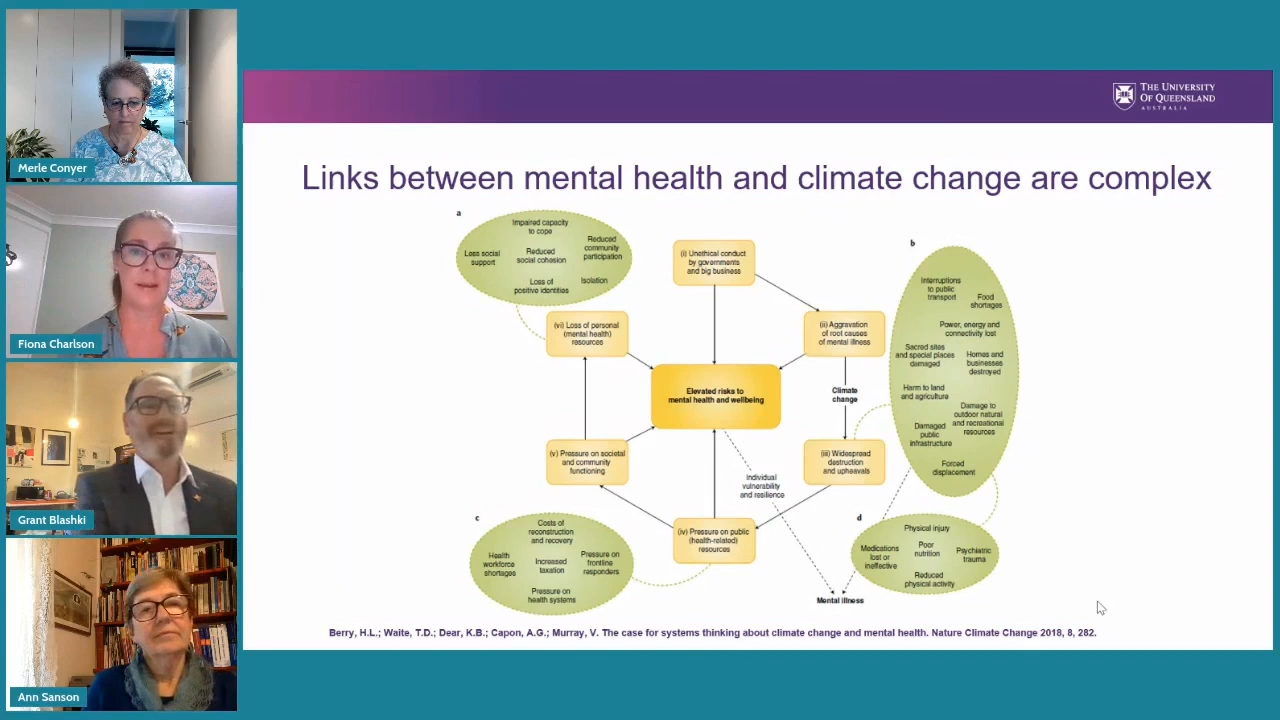 Merle Conyer
Fiona Charlson
Grant Blashki
Ann Sanson
THE UNIVERSITY
OF QUEENSLAND
AUSTRALIA
Links between mental health and climate change are complex
a
Impaired capacity
to cope
Less social
support
Reduced
social cohesion
Reduced
community
participation
Loss of
positive identities
Isolation
(i) Unethical conduct
by governments
and big business
b
Interruptions
to public
transport
Food
shortages
Power, energy and
connectivity lost
Sacred sites
and special places
damaged
Homes and
businesses
destroyed
Harm to land
and agriculture
Damage to
outdoor natural
and recreational
resources
Damaged
public
infrastructure
Forced
displacement
(vi) Loss of personal
(mental health)
resources
(ii) Aggravation
of root causes
of mental illness
Elevated risks to
mental health and wellbeing
Climate
change
(v) Pressure on societal
and community
functioning
(iii) Widespread
destruction
and upheavals
Individual
vulnerability
and resilience
(iv) Pressure on public
(health-related)
resources
c
Costs of
reconstruction
and recovery
Health
workforce
shortages
Increased
taxation
Pressure on
frontline
responders
Pressure on
health systems
d
Physical injury
Medications
lost or
ineffective
Poor
nutrition
Psychiatric
trauma
Reduced
physical activity
Mental illness
Berry, H.L.; Waite, T.D.; Dear, K.B.; Capon, A.G.; Murray, V. The case for systems thinking about climate change and mental health. Nature Climate Change 2018, 8, 282.